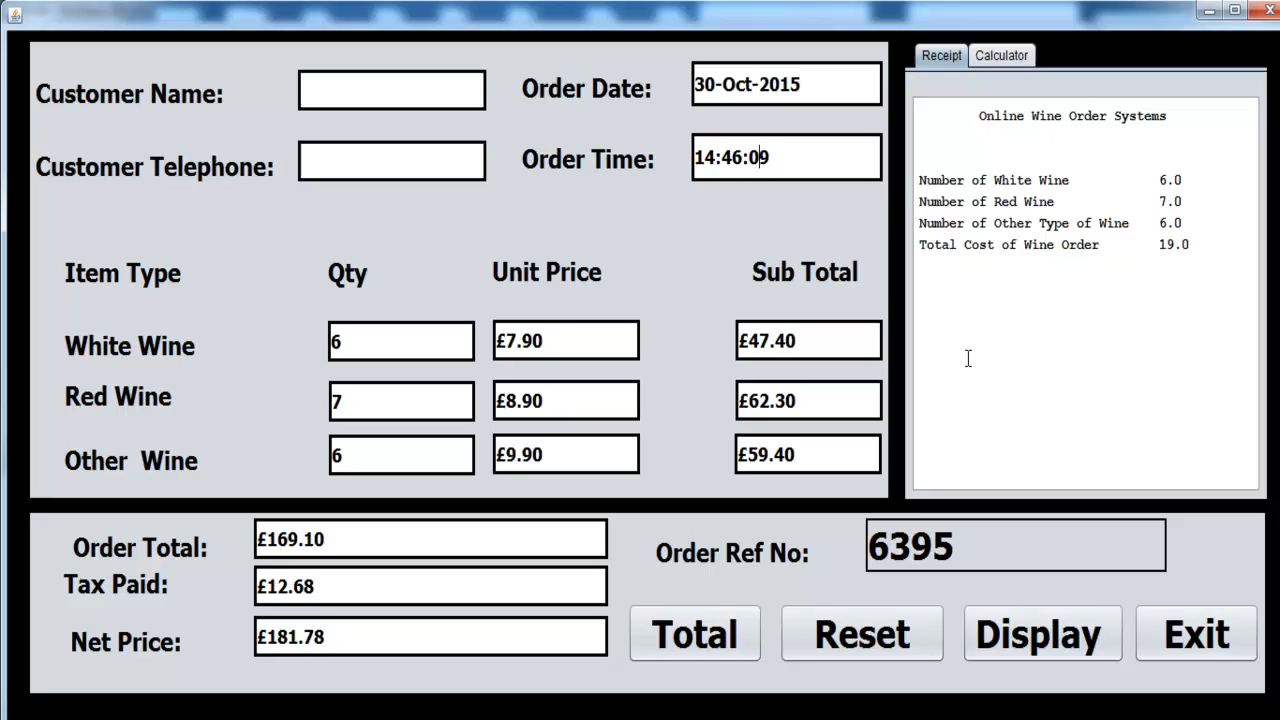 Customer Name:
Order Date: 30-Oct-2015
Customer Telephone:
Order Time: 14:46:09
Item Type Qty Unit Price Sub Total
White Wine 6 £7.90 £47.40
Red Wine 7 £8.90 £62.30
Other Wine 6 £9.90 £59.40
Receipt Calculator
Online Wine Order Systems
Number of White Wine 6.0
Number of Red Wine 7.0
Number of Other Type of Wine 6.0
Total Cost of Wine Order 19.0
Order Total: £169.10
Tax Paid: £12.68
Net Price: £181.78
Order Ref No: 6395
Total Reset Display Exit